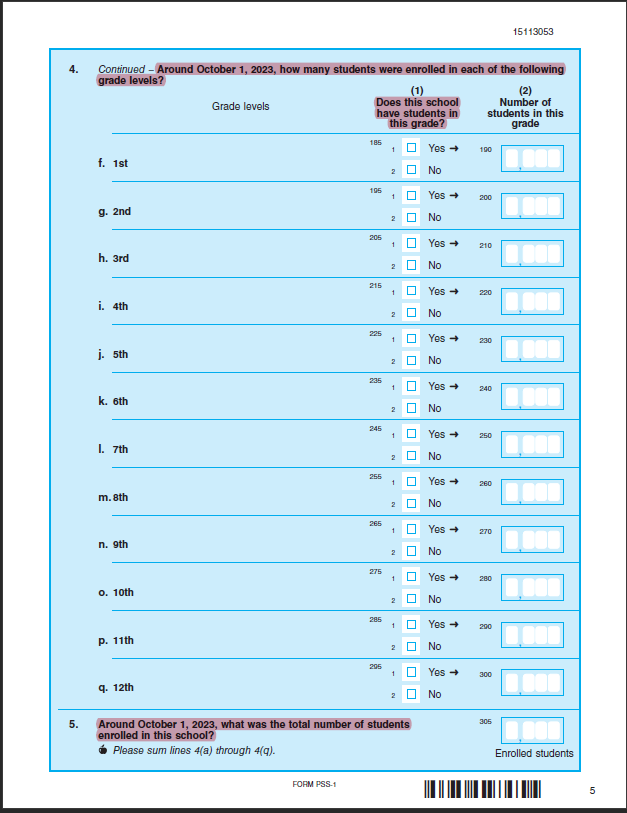 15113053
4. Continued – Around October 1, 2023, how many students were enrolled in each of the following
grade levels?
Grade levels
(1)
Does this school
have students in
this grade?
(2)
Number of
students in this
grade
f. 1st
185 1 Yes ➞ 190 ,
2 No
g. 2nd
195 1 Yes ➞ 200 ,
2 No
h. 3rd
205 1 Yes ➞ 210 ,
2 No
i. 4th
215 1 Yes ➞ 220 ,
2 No
j. 5th
225 1 Yes ➞ 230 ,
2 No
k. 6th
235 1 Yes ➞ 240 ,
2 No
l. 7th
245 1 Yes ➞ 250 ,
2 No
m. 8th
255 1 Yes ➞ 260 ,
2 No
n. 9th
265 1 Yes ➞ 270 ,
2 No
o. 10th
275 1 Yes ➞ 280 ,
2 No
p. 11th
285 1 Yes ➞ 290 ,
2 No
q. 12th
295 1 Yes ➞ 300 ,
2 No
5. Around October 1, 2023, what was the total number of students
enrolled in this school?
Please sum lines 4(a) through 4(q).
305 ,
Enrolled students
FORM PSS-1
5